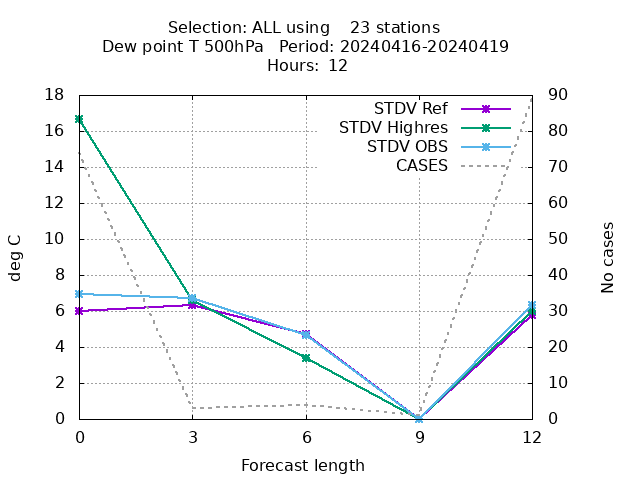 Selection: ALL using    23 stations
Dew point T 500hPa   Period: 20240416-20240419
Hours: 12
STDV Ref
STDV Highres
STDV OBS
CASES
18
16
14
12
10
8
6
4
2
0
90
80
70
60
50
40
30
20
10
0
deg C
No cases
0 3 6 9 12
Forecast length